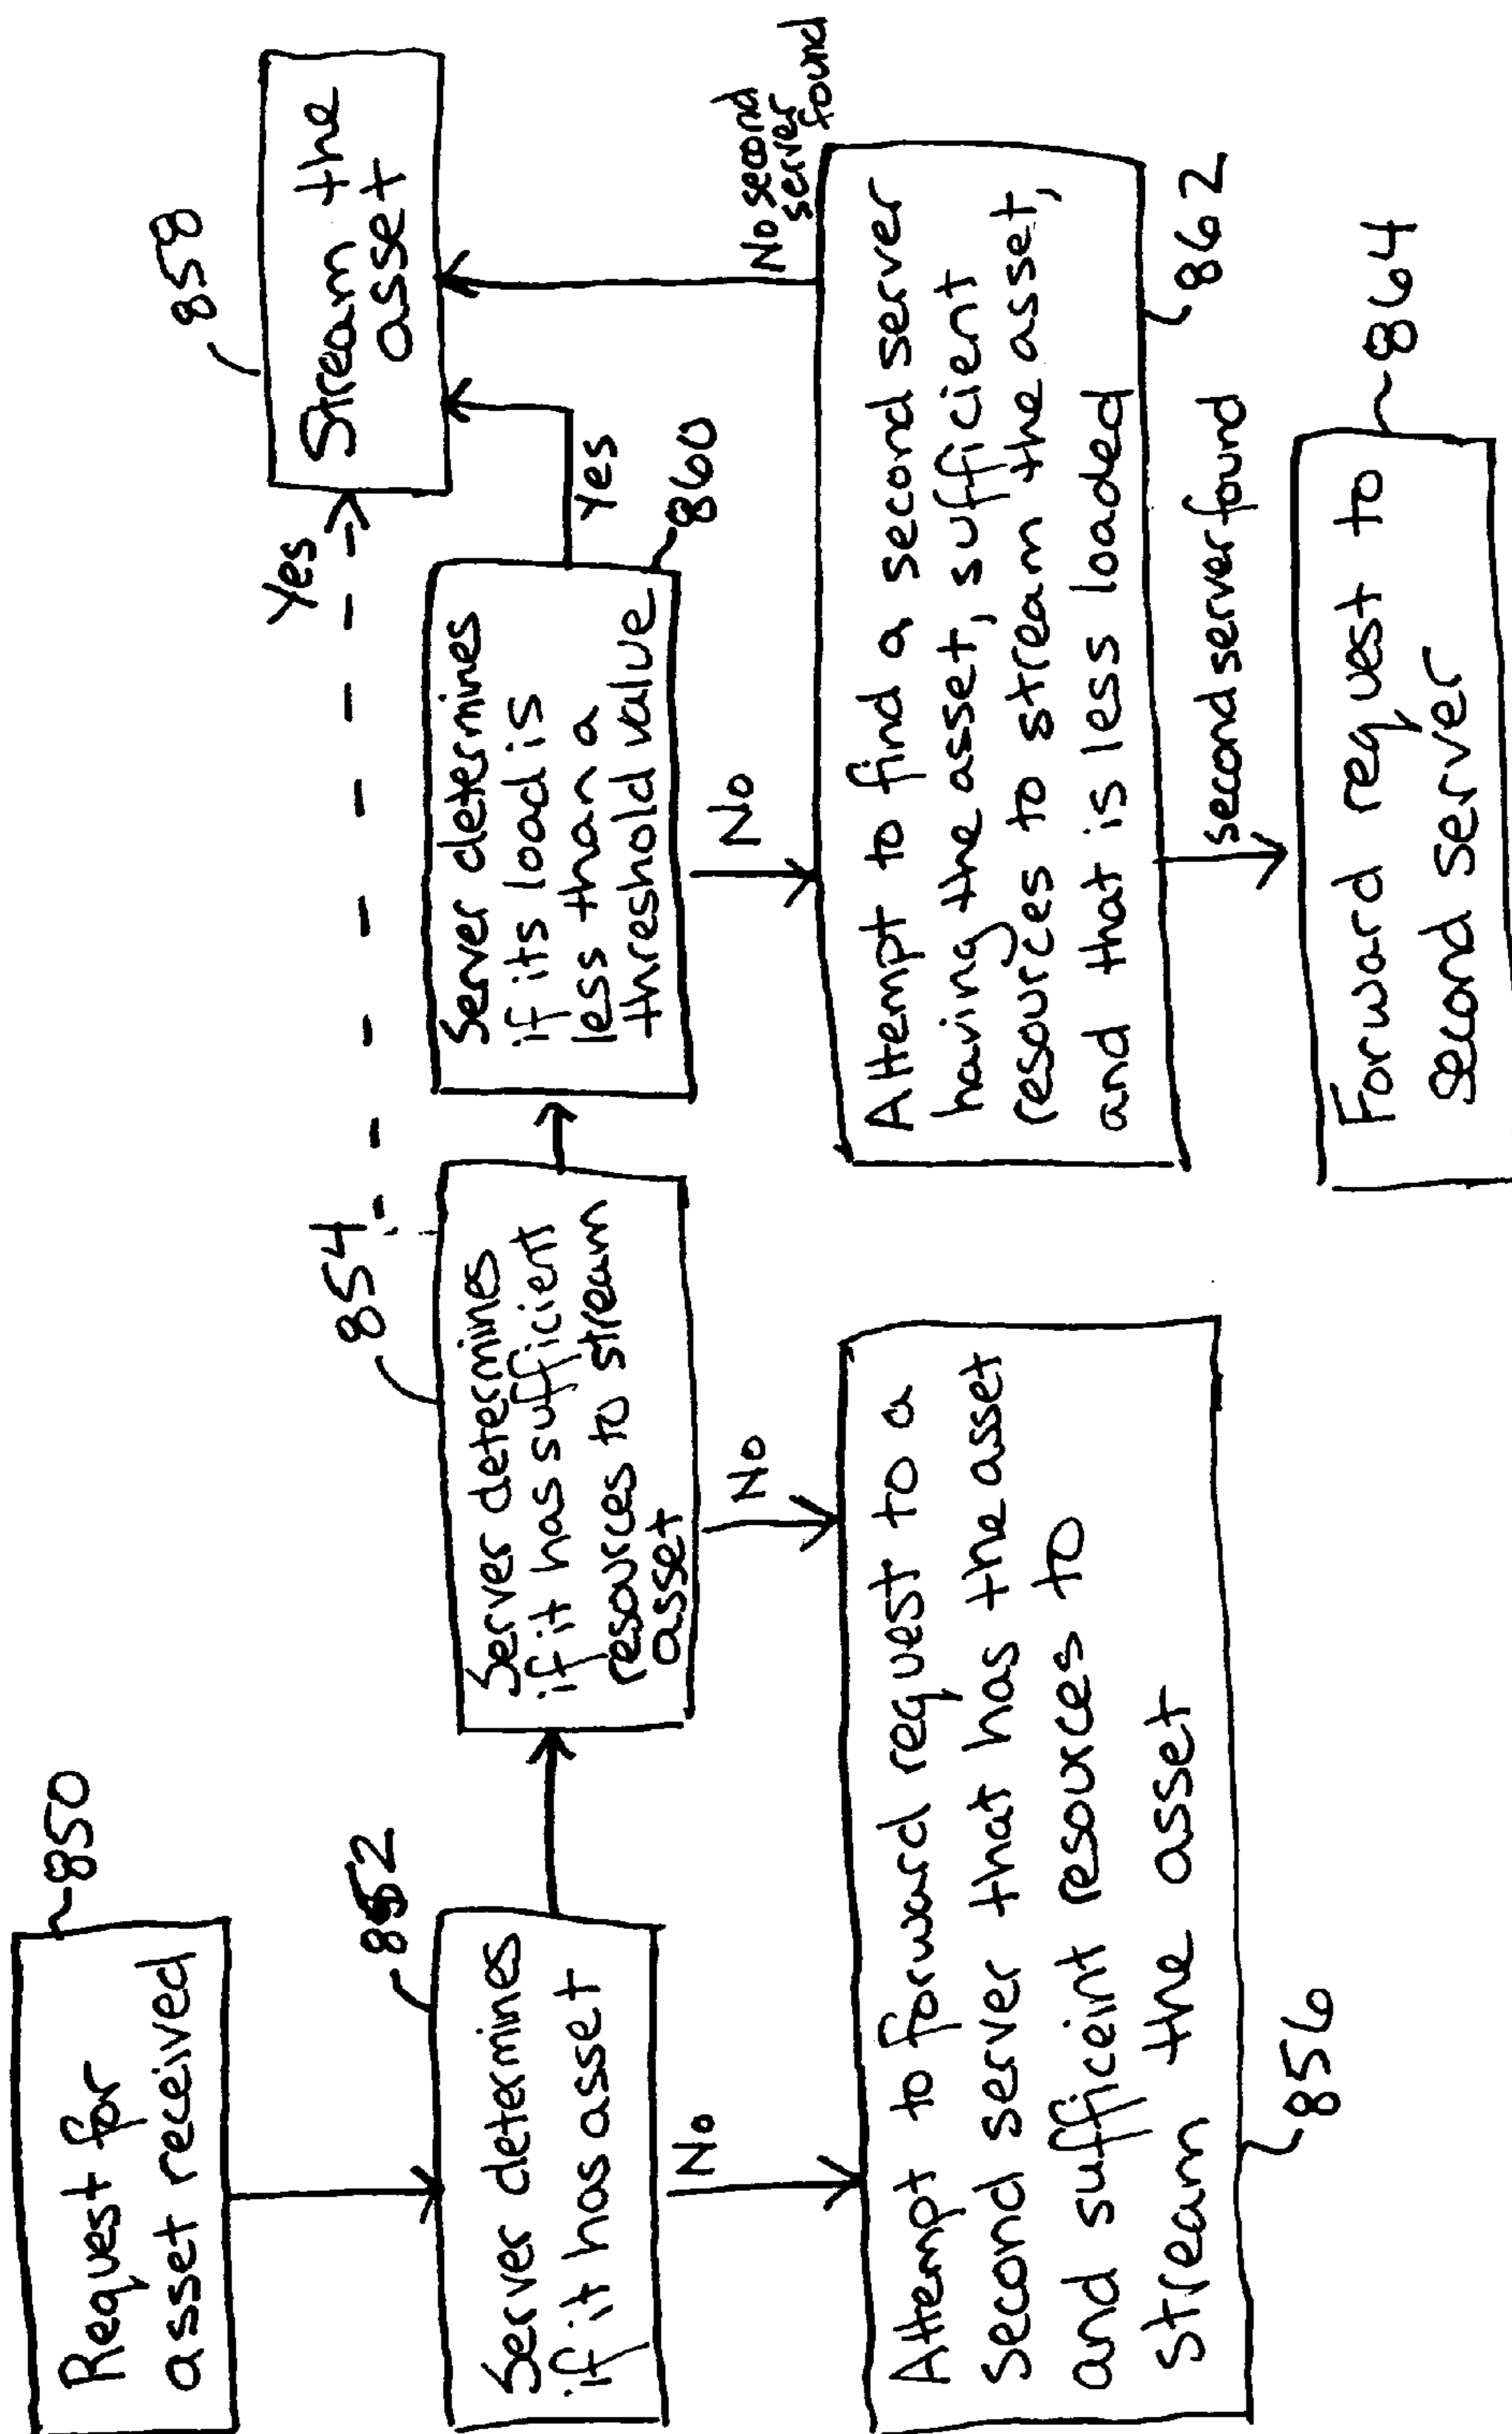 Request for
asset received
850
Server determines
if it has asset
852
No
Server determines
if it has sufficient
resources to stream
asset
854
No
Yes
Attempt to forward request to a
second server that has the asset
and sufficeint resources to
stream the asset
856
Server determines
if its load is
less than a
threshold value
860
Yes
No
Stream the
asset
858
Attempt to find a second server
having the asset, sufficient
resources to stream the asset,
and that is less loaded
862
No second
server
found
second server found
Forward request to
second server
864